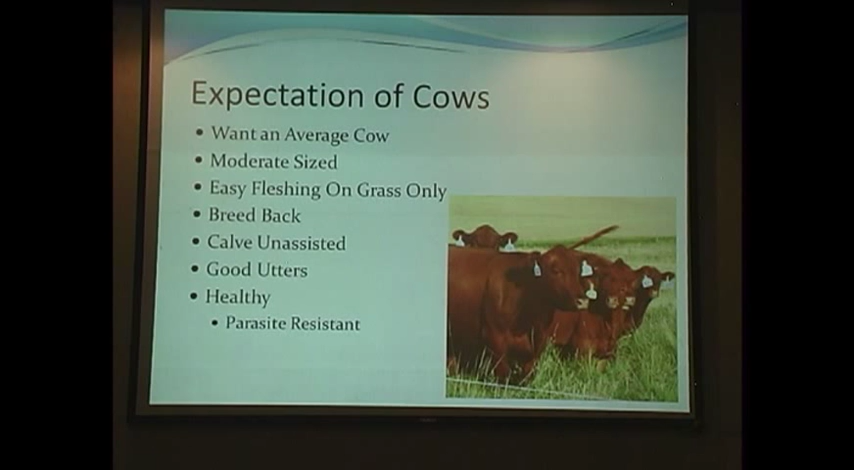 Expectation of Cows
• Want an Average Cow
• Moderate Sized
• Easy Fleshing On Grass Only
• Breed Back
• Calve Unassisted
• Good Utters
• Healthy
• Parasite Resistant